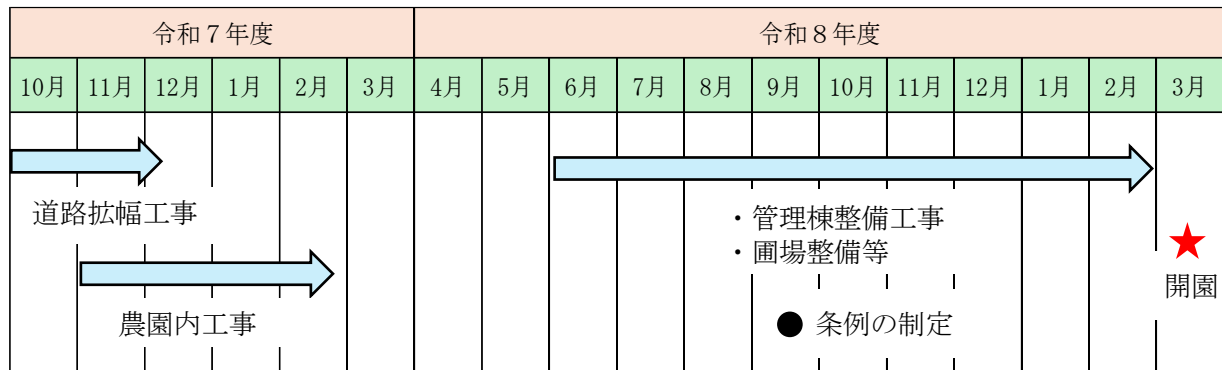 令和７年度 令和８年度
10月 11月 12月 1月 2月 3月 4月 5月 6月 7月 8月 9月 10月 11月 12月 1月 2月 3月
道路拡幅工事
・管理棟整備工事
・圃場整備等
開園
農園内工事
● 条例の制定